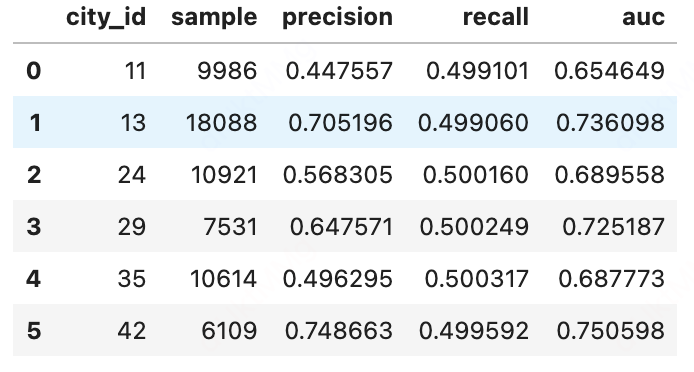 city_id sample precision recall auc
0 11 9986 0.447557 0.499101 0.654649
1 13 18088 0.705196 0.499060 0.736098
2 24 10921 0.568305 0.500160 0.689558
3 29 7531 0.647571 0.500249 0.725187
4 35 10614 0.496295 0.500317 0.687773
5 42 6109 0.748663 0.499592 0.750598